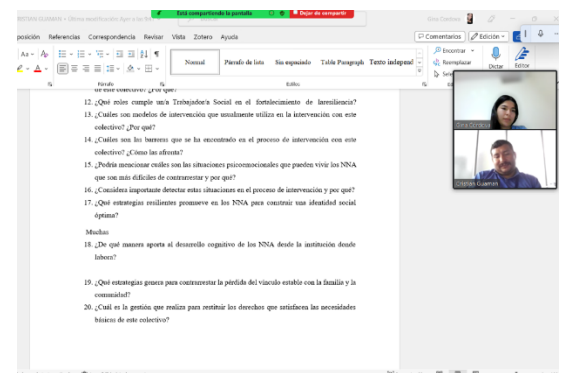 Está compartiendo la pantalla Dejar de compartir
RISTIAN GUAMAN • Última modificación:
posición Referencias Correspondencia Revisar Vista Zotero Ayuda
Comentarios Edición
Normal Párrafo de lista Sin espaciado Table Paragraph Texto independ
Encontrar
Reemplazar
Dictar Editor
Párrafo Estilos
de este colectivo? ¿Por qué?
12. ¿Qué roles cumple un/a Trabajador/a Social en el fortalecimiento de laresiliencia?
13. ¿Cuáles son modelos de intervención que usualmente utiliza en la intervención con este
colectivo? ¿Por qué?
14. ¿Cuáles son las barreras que se ha encontrado en el proceso de intervención con este
colectivo? ¿Cómo las afronta?
15. ¿Podría mencionar cuáles son las situaciones psicoemocionales que pueden vivir los NNA
que son más difíciles de contrarrestar y por qué?
16. ¿Considera importante detectar estas situaciones en el proceso de intervención y por qué?
17. ¿Qué estrategias resilientes promueve en los NNA para construir una identidad social
óptima?
Muchas
18. ¿De qué manera aporta al desarrollo cognitivo de los NNA desde la institución donde
labora?
19. ¿Qué estrategias genera para contrarrestar la pérdida del vínculo estable con la familia y la
comunidad?
20. ¿Cuál es la gestión que realiza para restituir los derechos que satisfacen las necesidades
básicas de este colectivo?
Cristian Guaman